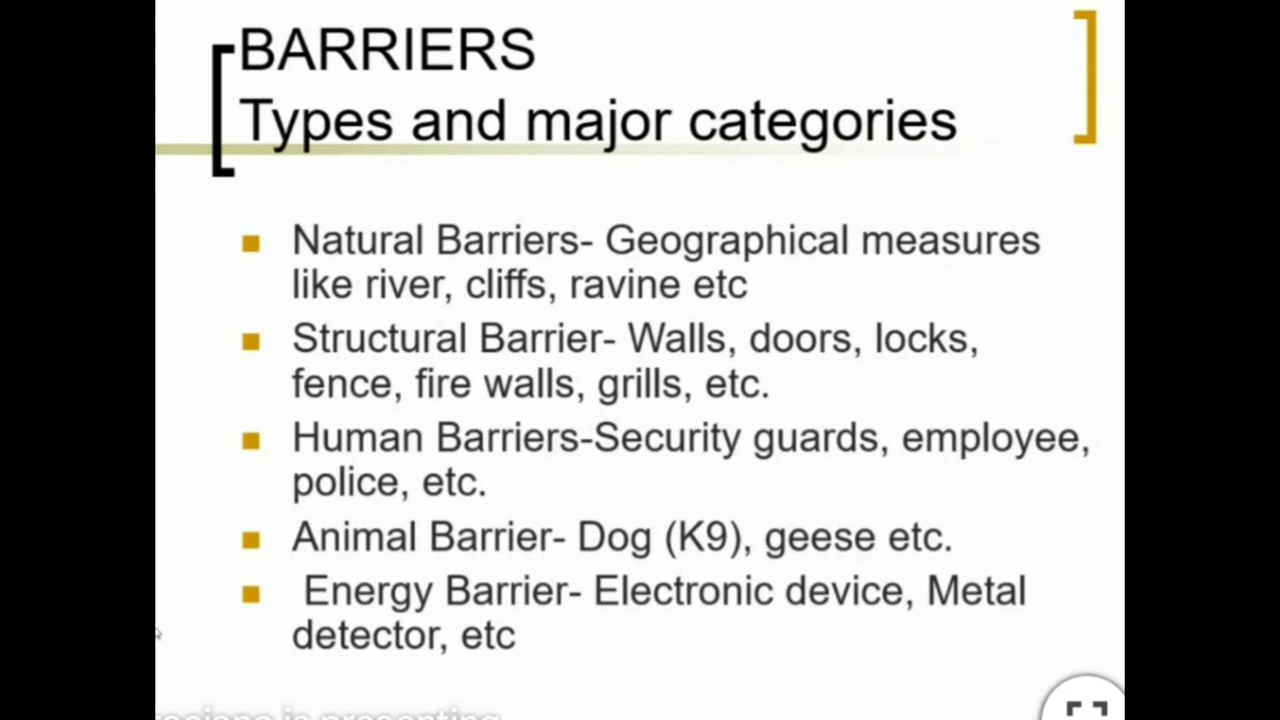 BARRIERS
Types and major categories
Natural Barriers- Geographical measures
like river, cliffs, ravine etc
Structural Barrier- Walls, doors, locks,
fence, fire walls, grills, etc.
Human Barriers-Security guards, employee,
police, etc.
Animal Barrier- Dog (K9), geese etc.
Energy Barrier- Electronic device, Metal
detector, etc
is presenting